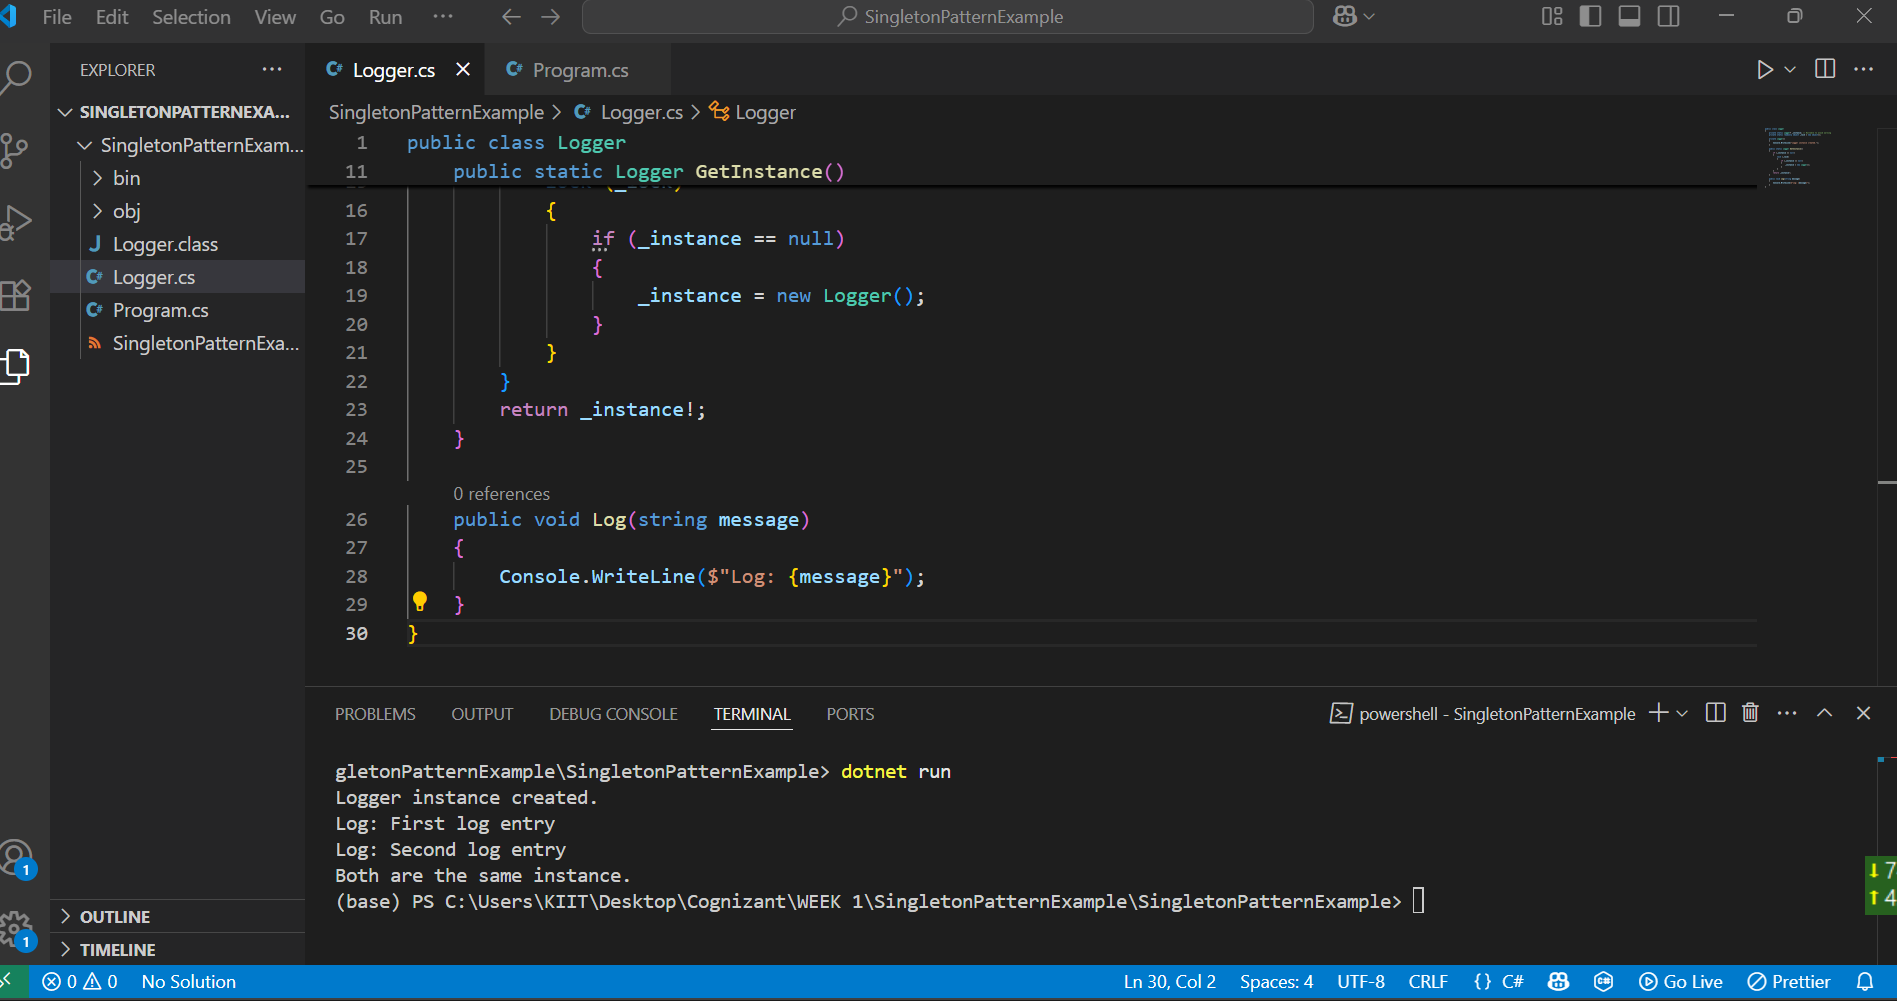 File Edit Selection View Go Run ··· SingletonPatternExample
EXPLORER ···
SINGLETONPATTERNEXA...
SingletonPatternExam...
bin
obj
J Logger.class
C# Logger.cs
C# Program.cs
SingletonPatternExa...
OUTLINE
TIMELINE
C# Logger.cs C# Program.cs
SingletonPatternExample > C# Logger.cs > Logger
1 public class Logger
11 public static Logger GetInstance()
16 {
17 if (_instance == null)
18 {
19 _instance = new Logger();
20 }
21 }
22 }
23 return _instance!;
24 }
25
0 references
26 public void Log(string message)
27 {
28 Console.WriteLine($"Log: {message}");
29 }
30 }
PROBLEMS OUTPUT DEBUG CONSOLE TERMINAL PORTS powershell - SingletonPatternExample
gletonPatternExample\SingletonPatternExample> dotnet run
Logger instance created.
Log: First log entry
Log: Second log entry
Both are the same instance.
(base) PS C:\Users\KIIT\Desktop\Cognizant\WEEK 1\SingletonPatternExample\SingletonPatternExample>
1
1
↓ 7
↑ 4
0 0 No Solution Ln 30, Col 2 Spaces: 4 UTF-8 CRLF {} C# Go Live Prettier